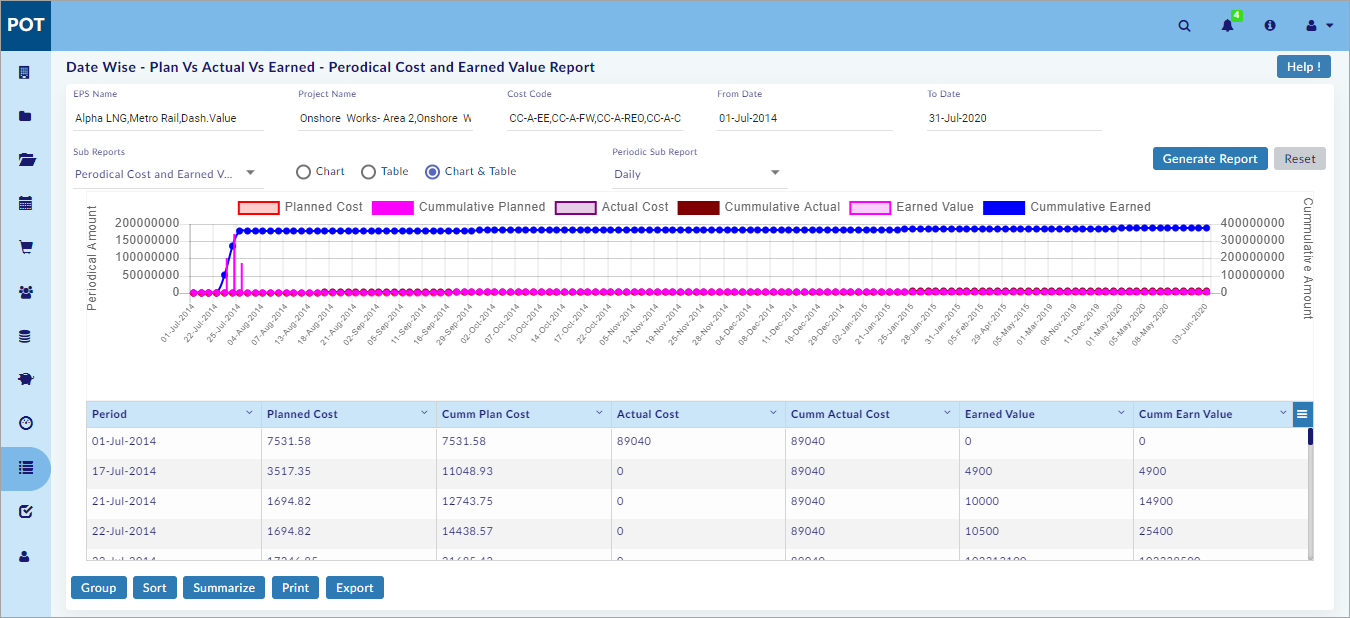 POT
4
Date Wise - Plan Vs Actual Vs Earned - Perodical Cost and Earned Value Report
Help !
EPS Name Project Name Cost Code From Date To Date
Alpha LNG,Metro Rail,Dash.Value Onshore Works- Area 2,Onshore W CC-A-EE,CC-A-FW,CC-A-REO,CC-A-C 01-Jul-2014 31-Jul-2020
Sub Reports Periodic Sub Report
Perodical Cost and Earned V... Chart Table Chart & Table Daily
Generate Report Reset
Planned Cost Cummulative Planned Actual Cost Cummulative Actual Earned Value Cummulative Earned
Periodical Amount
200000000
150000000
100000000
50000000
0
400000000
300000000
200000000
100000000
0
Cummulative Amount
01-Jul-2014 22-Jul-2014 25-Jul-2014 04-Aug-2014 07-Aug-2014 13-Aug-2014 18-Aug-2014 21-Aug-2014 02-Sep-2014 05-Sep-2014 11-Sep-2014 16-Sep-2014 29-Sep-2014 02-Oct-2014 07-Oct-2014 10-Oct-2014 14-Oct-2014 17-Oct-2014 22-Oct-2014 05-Nov-2014 12-Nov-2014 17-Nov-2014 25-Nov-2014 28-Nov-2014 04-Dec-2014 08-Dec-2014 11-Dec-2014 16-Dec-2014 29-Dec-2014 02-Jan-2015 15-Jan-2015 21-Jan-2015 25-Jan-2015 28-Jan-2015 31-Jan-2015 05-Feb-2015 29-Apr-2015 05-May-2015 01-Mar-2019 06-Nov-2019 11-Dec-2019 01-May-2020 05-May-2020 08-May-2020 03-Jun-2020
Period Planned Cost Cumm Plan Cost Actual Cost Cumm Actual Cost Earned Value Cumm Earn Value
01-Jul-2014 7531.58 7531.58 89040 89040 0 0
17-Jul-2014 3517.35 11048.93 0 89040 4900 4900
21-Jul-2014 1694.82 12743.75 0 89040 10000 14900
22-Jul-2014 1694.82 14438.57 0 89040 10500 25400
Group Sort Summarize Print Export